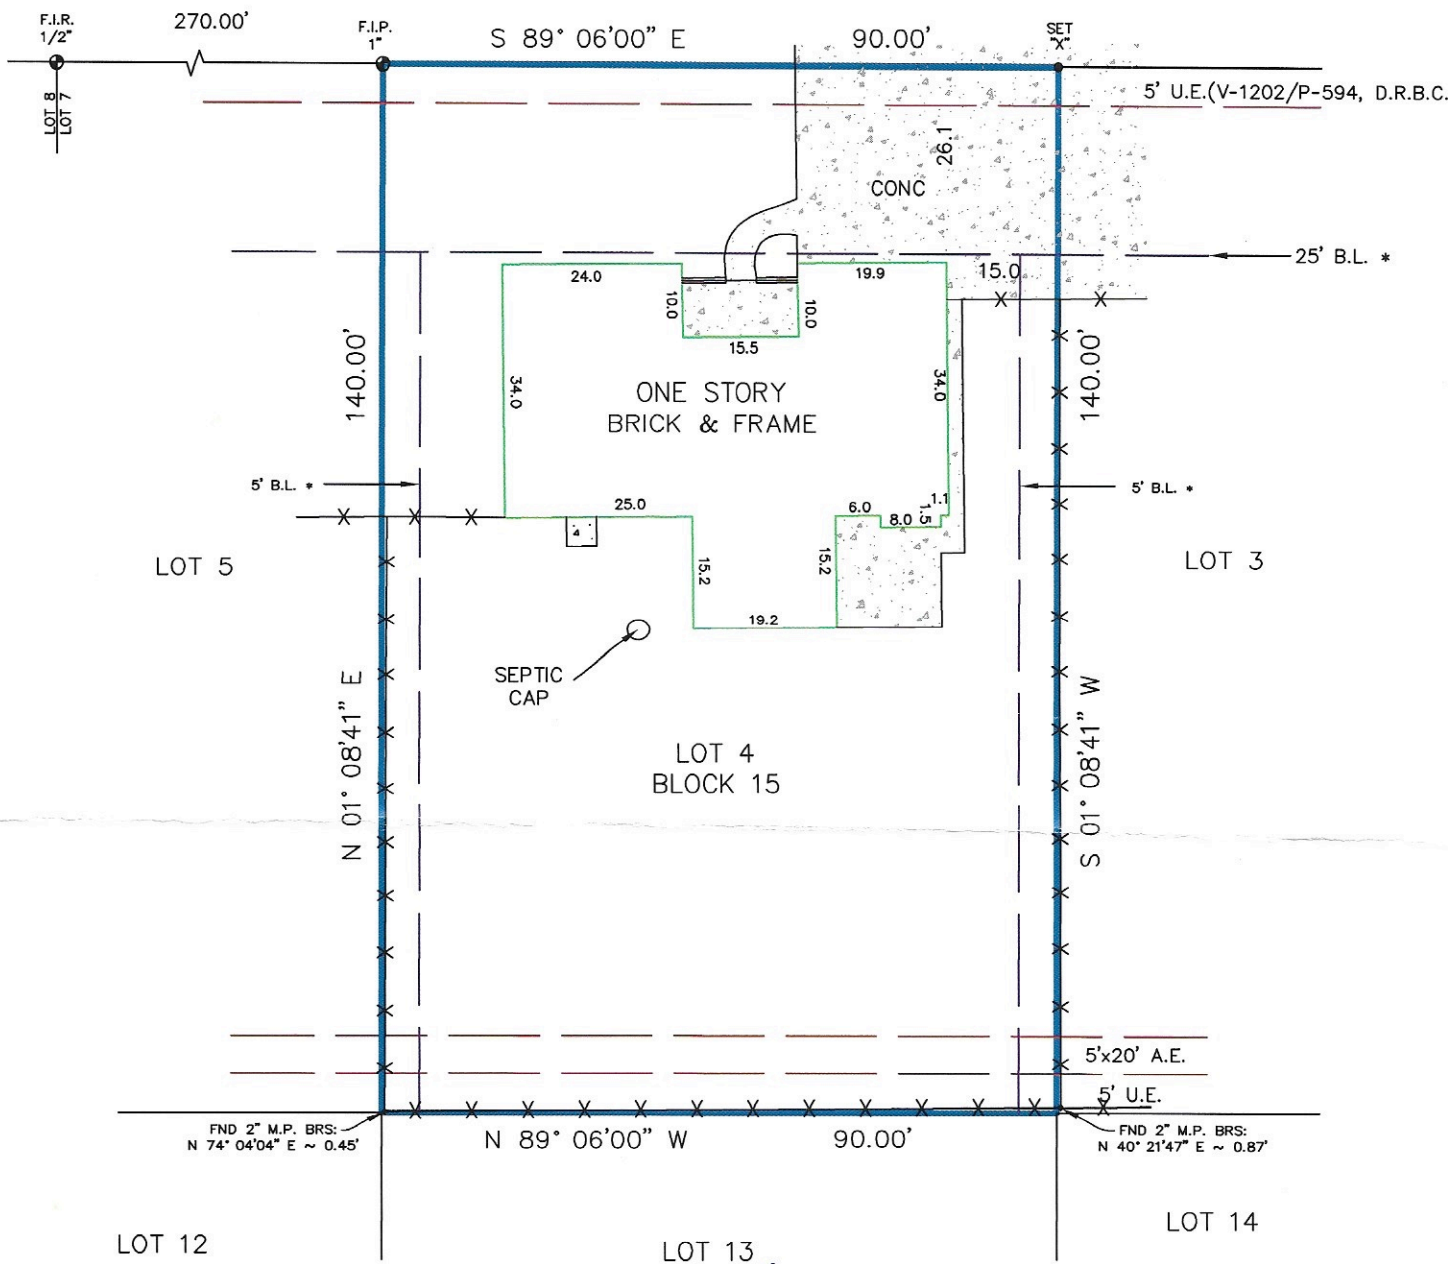 F.I.R.
1/2"
270.00'
F.I.P.
1"
S 89° 06'00" E
90.00'
SET
"X"
LOT 8
LOT 7
5' U.E.(V-1202/P-594, D.R.B.C.
26.1
CONC
25' B.L. *
24.0
19.9
15.0
10.0
10.0
15.5
140.00'
34.0
ONE STORY
BRICK & FRAME
34.0
140.00'
5' B.L. *
5' B.L. *
25.0
6.0
8.0
1.5
1.1
LOT 5
15.2
15.2
LOT 3
19.2
SEPTIC
CAP
N 01° 08'41" E
LOT 4
BLOCK 15
S 01° 08'41" W
5'x20' A.E.
5' U.E.
FND 2" M.P. BRS:
N 74° 04'04" E ~ 0.45'
N 89° 06'00" W
90.00'
FND 2" M.P. BRS:
N 40° 21'47" E ~ 0.87'
LOT 12
LOT 13
LOT 14